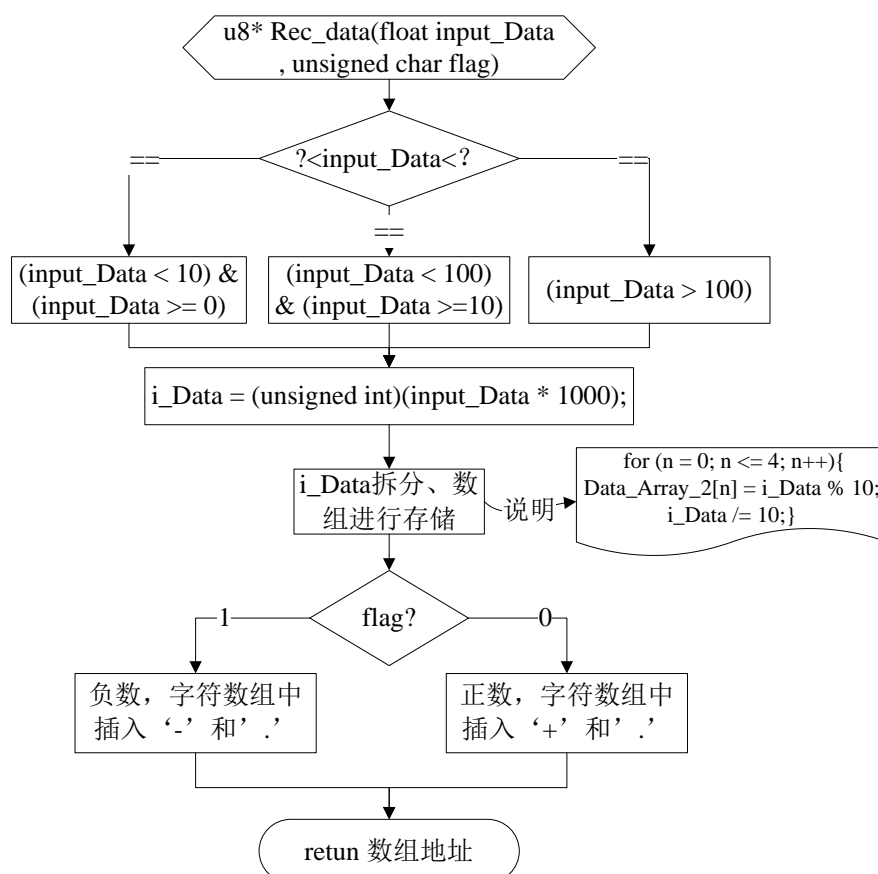 u8* Rec_data(float input_Data
, unsigned char flag)
?<input_Data<?
==
==
==
(input_Data < 10) &
(input_Data >= 0)
(input_Data < 100)
& (input_Data >=10)
(input_Data > 100)
i_Data = (unsigned int)(input_Data * 1000);
i_Data拆分、数
组进行存储
说明
for (n = 0; n <= 4; n++){
Data_Array_2[n] = i_Data % 10;
i_Data /= 10;}
flag?
1
0
负数，字符数组中
插入‘-’和’.’
正数，字符数组中
插入‘+’和’.’
retun 数组地址